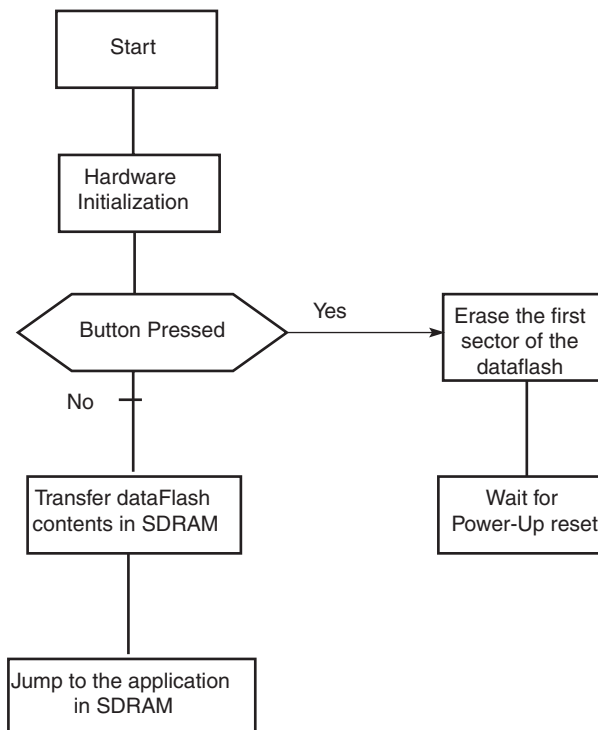 Start
Hardware
Initialization
Button Pressed
Yes
Erase the first
sector of the
dataflash
No
Transfer dataFlash
contents in SDRAM
Wait for
Power-Up reset
Jump to the application
in SDRAM